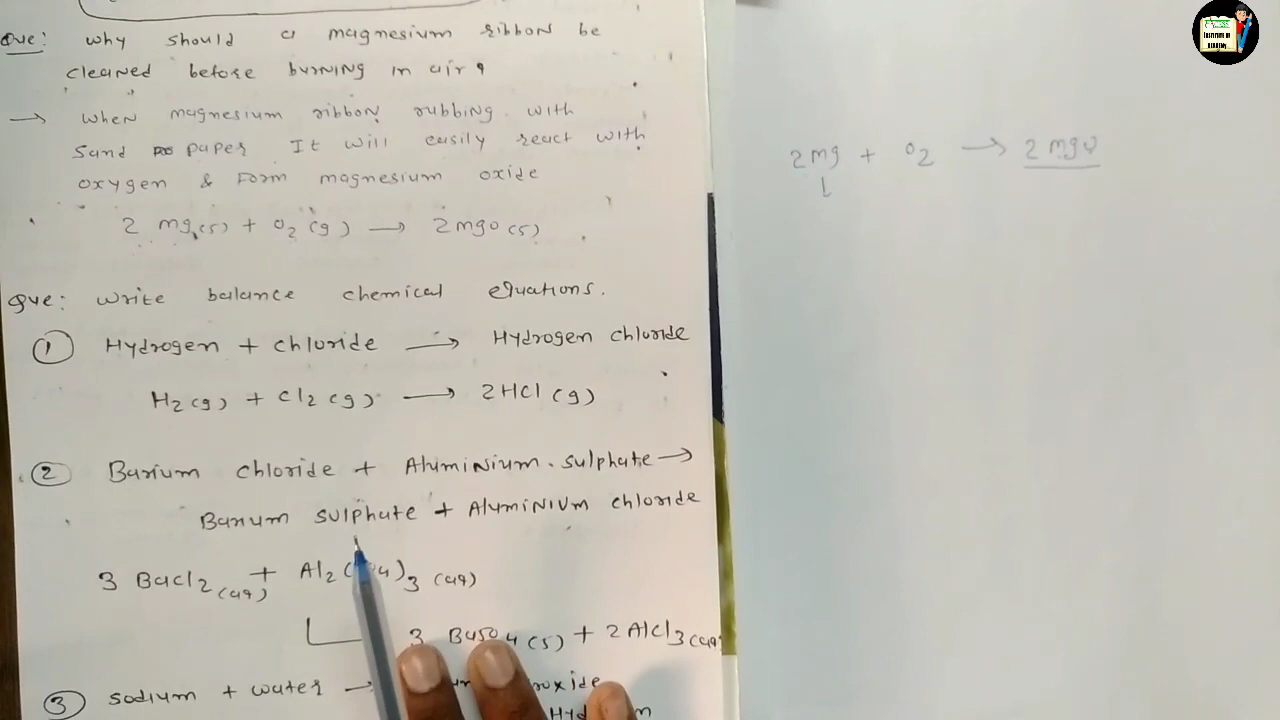 Que: Why should a magnesium ribbon be
cleaned before burning in air?
→ When magnesium ribbon rubbing with
Sand paper It will easily react with
oxygen & Form magnesium oxide
2 Mg(s) + O2(g) → 2MgO(s)
Que: Write balance chemical equations.
① Hydrogen + chloride → Hydrogen chloride
H2(g) + Cl2(g) → 2HCl(g)
② Barium chloride + Aluminium sulphate →
Barium sulphate + Aluminium chloride
3 BaCl2(aq) + Al2( 4)3(aq)
3 BaSO4(s) + 2AlCl3(aq
③ sodium + water →
2Mg + O2 → 2MgO
↓